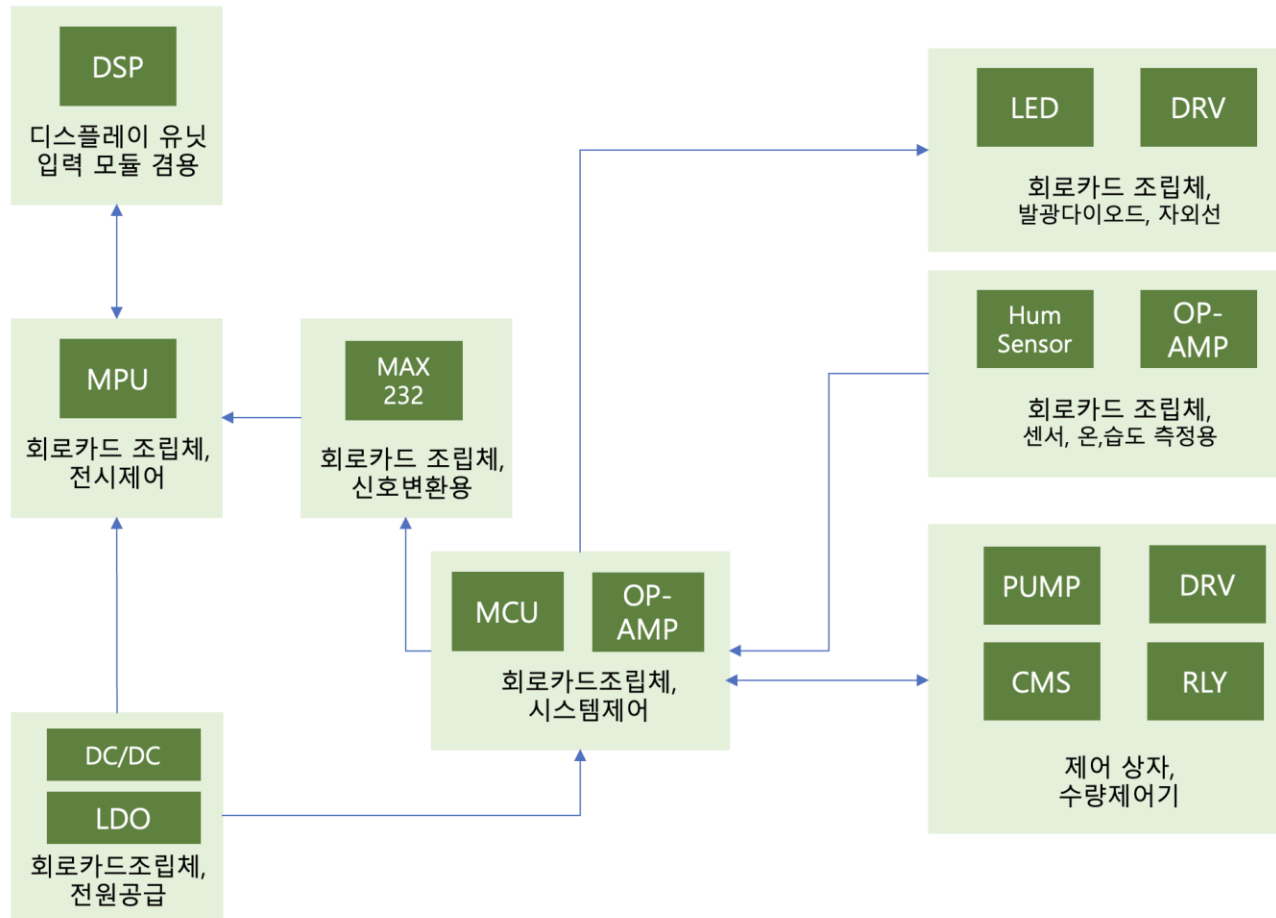 DSP
디스플레이 유닛
입력 모듈 겸용
MPU
회로카드 조립체,
전시제어
MAX
232
회로카드 조립체,
신호변환용
DC/DC
LDO
회로카드조립체,
전원공급
MCU
OP-
AMP
회로카드조립체,
시스템제어
LED
DRV
회로카드 조립체,
발광다이오드, 자외선
Hum
Sensor
OP-
AMP
회로카드 조립체,
센서, 온,습도 측정용
PUMP
DRV
CMS
RLY
제어 상자,
수량제어기